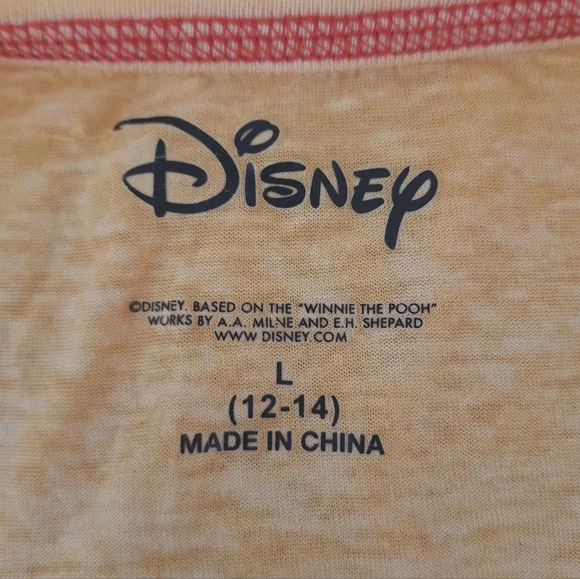 Disney
©DISNEY. BASED ON THE "WINNIE THE POOH"
WORKS BY A.A. MILNE AND E.H. SHEPARD
WWW.DISNEY.COM
L
(12-14)
MADE IN CHINA